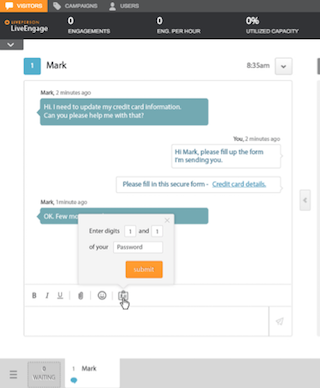 VISITORS CAMPAIGNS USERS
LIVEPERSON
LiveEngage
0 0 0%
ENGAGEMENTS ENG. PER HOUR UTILIZED CAPACITY
1 Mark 8:35am
Mark, 2 minutes ago
Hi. I need to update my credit card information.
Can you please help me with that?
You, 2 minutes ago
Hi Mark, please fill up the form
I'm sending you.
Please fill in this secure form - Credit card details.
Mark, 1minuta ago
OK. Few mo
Enter digits 1 and 1
of your Password
submit
B I U
0 1 Mark
WAITING